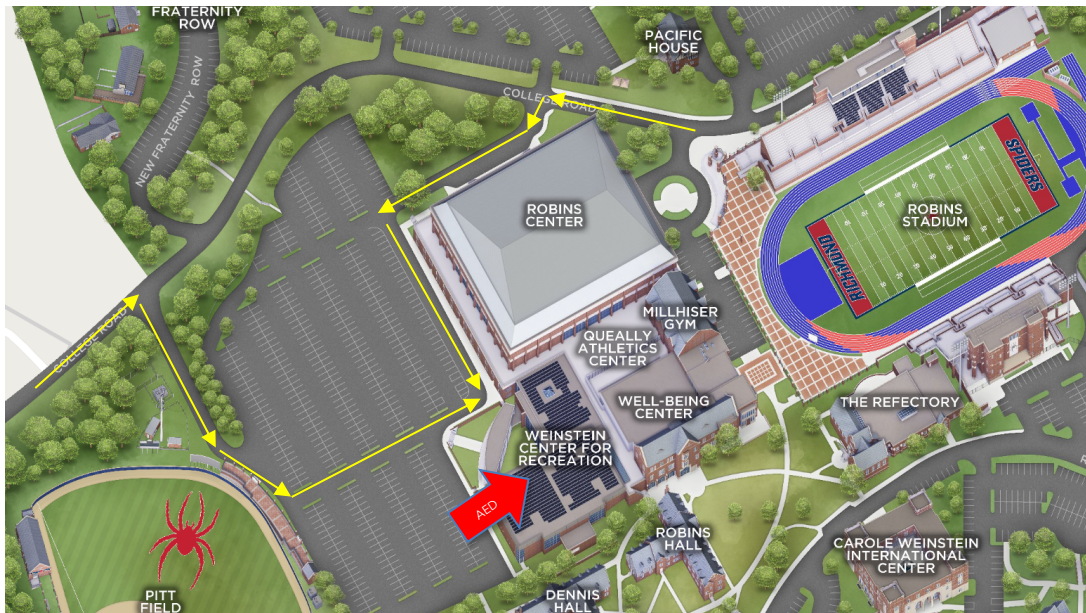 FRATERNITY
ROW
PACIFIC
HOUSE
NEW FRATERNITY ROW
COLLEGE ROAD
SPIDERS
ROBINS
CENTER
ROBINS
STADIUM
RICHMOND
COLLEGE ROAD
MILLHISER
GYM
QUEALLY
ATHLETICS
CENTER
WELL-BEING
CENTER
THE REFECTORY
WEINSTEIN
CENTER FOR
RECREATION
AED
ROBINS
HALL
CAROLE WEINSTEIN
INTERNATIONAL
CENTER
PITT
FIELD
DENNIS
HALL